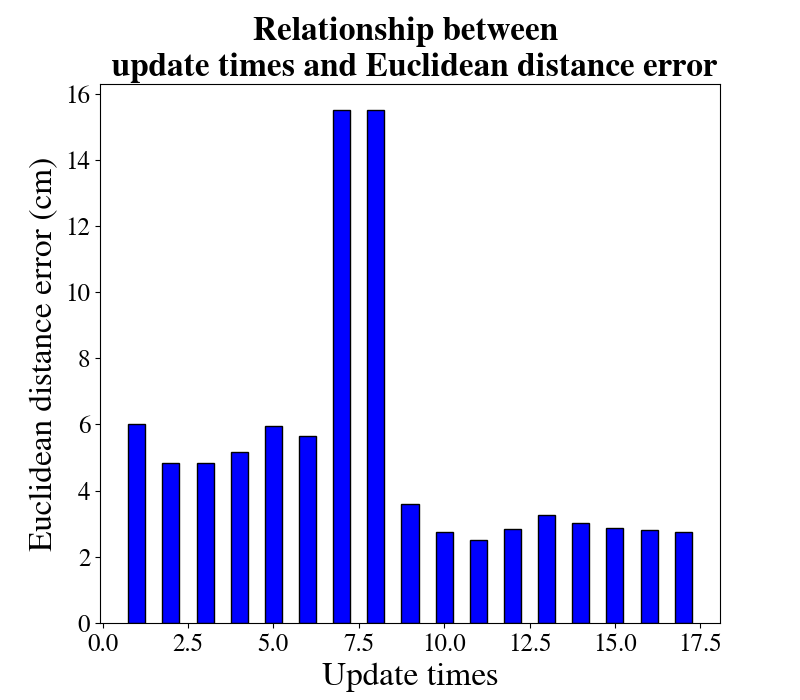 Relationship between
update times and Euclidean distance error
Euclidean distance error (cm)
16
14
12
10
8
6
4
2
0
0.0 2.5 5.0 7.5 10.0 12.5 15.0 17.5
Update times